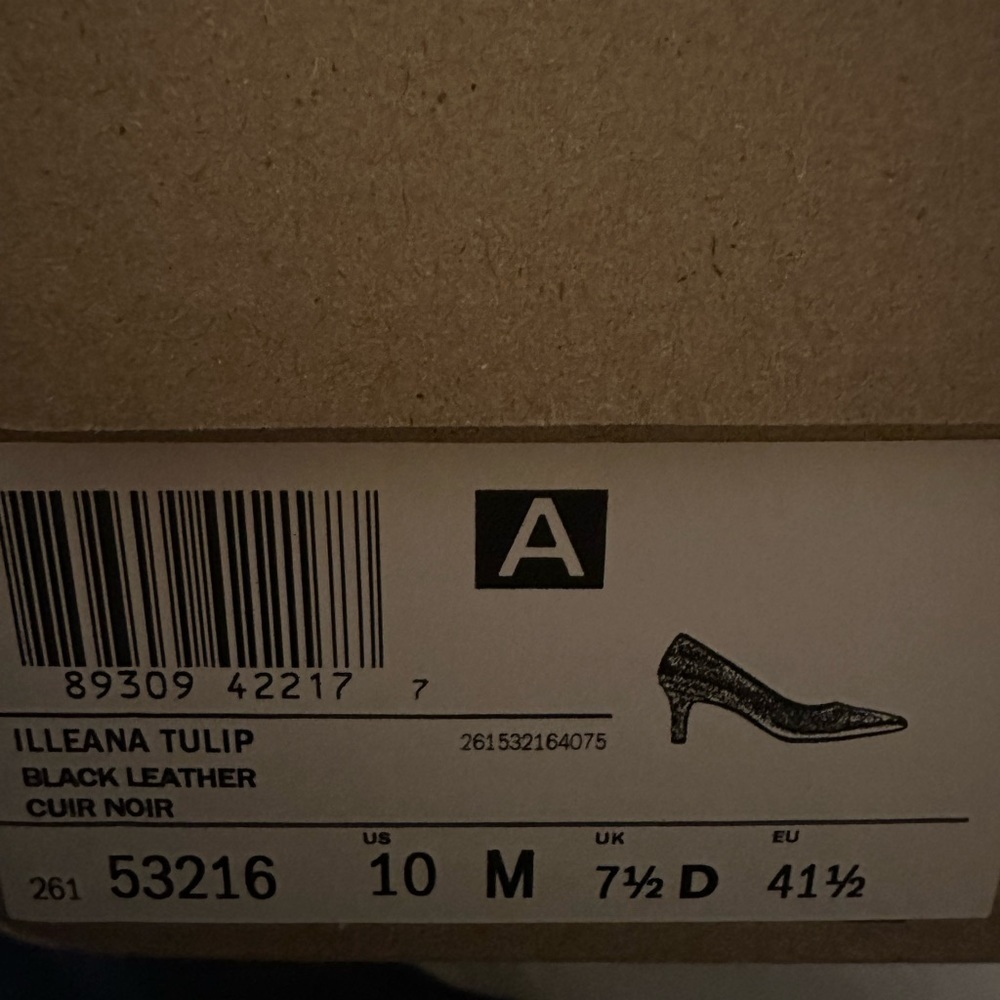 A
89309 42217 7
ILLEANA TULIP 261532164075
BLACK LEATHER
CUIR NOIR
US UK EU
261 53216 10 M 7½ D 41½